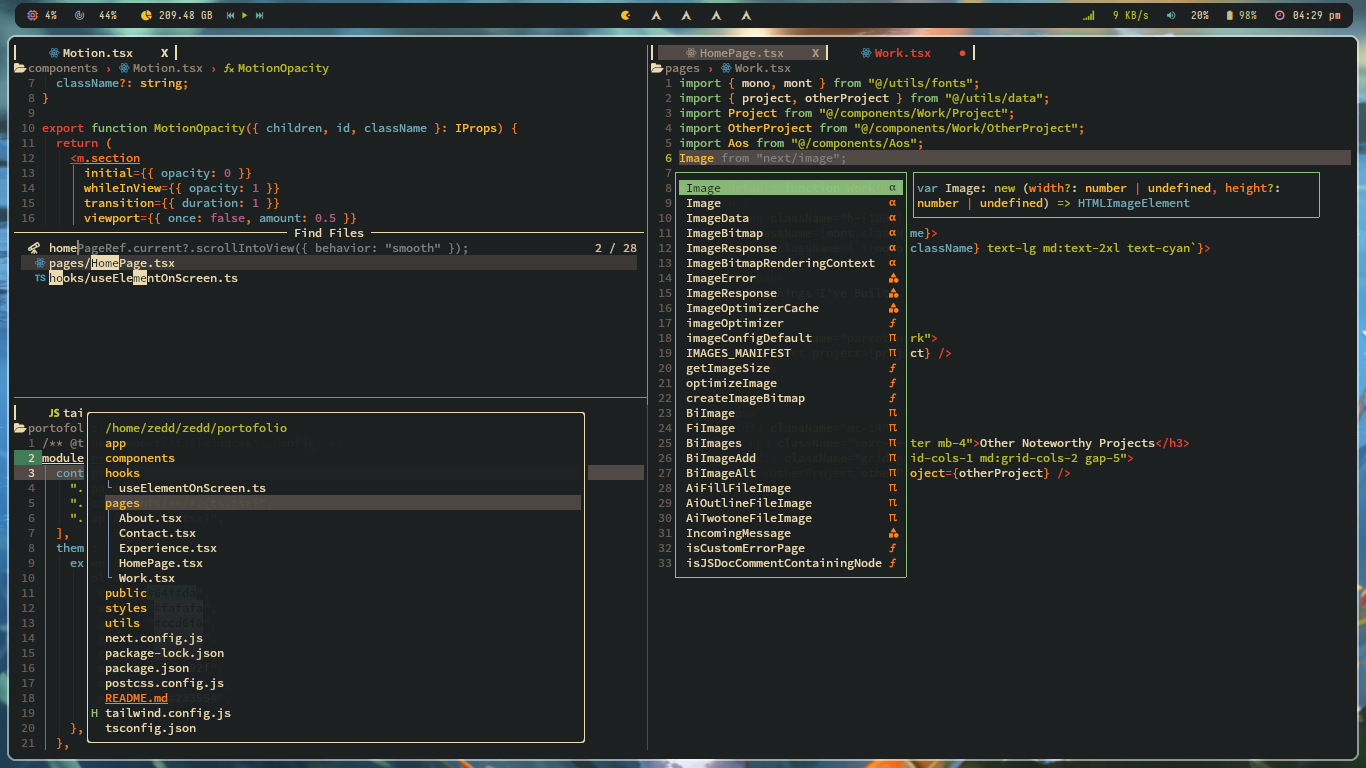 4% 44% 209.48 GB 9 KB/s 20% 98% 04:29 pm
Motion.tsx X
components > Motion.tsx > MotionOpacity
7 className?: string;
8 }
9
10 export function MotionOpacity({ children, id, className }: IProps) {
11 return (
12 <m.section
13 initial={{ opacity: 0 }}
14 whileInView={{ opacity: 1 }}
15 transition={{ duration: 1 }}
16 viewport={{ once: false, amount: 0.5 }}
Find Files
homePageRef.current?.scrollIntoView({ behavior: "smooth" }); 2 / 28
pages/HomePage.tsx
TS hooks/useElementOnScreen.ts
JS tai
portofol
1 /** @t
2 module
3 cont
4 ".
5 ".
6 ".
7 ],
8 them
9 ex
10
11
12
13
14
15
16
17
18
19
20 },
21 },
/home/zedd/zedd/portofolio
app
components
hooks
useElementOnScreen.ts
pages
About.tsx
Contact.tsx
Experience.tsx
HomePage.tsx
Work.tsx
public
styles
utils
next.config.js
package-lock.json
package.json
postcss.config.js
README.md
H tailwind.config.js
tsconfig.json
HomePage.tsx X Work.tsx
pages > Work.tsx
1 import { mono, mont } from "@/utils/fonts";
2 import { project, otherProject } from "@/utils/data";
3 import Project from "@/components/Work/Project";
4 import OtherProject from "@/components/Work/OtherProject";
5 import Aos from "@/components/Aos";
6 Image from "next/image";
7
8 Image α
9 Image α
10 ImageData α
11 ImageBitmap α me}>
12 ImageResponse α className} text-lg md:text-2xl text-cyan`}>
13 ImageBitmapRenderingContext α
14 ImageError
15 ImageResponse
16 ImageOptimizerCache
17 imageOptimizer ƒ
18 imageConfigDefault π rk">
19 IMAGES_MANIFEST π ct} />
20 getImageSize ƒ
21 optimizeImage ƒ
22 createImageBitmap ƒ
23 BiImage π
24 FiImage π
25 BiImages π ter mb-4">Other Noteworthy Projects</h3>
26 BiImageAdd π id-cols-1 md:grid-cols-2 gap-5">
27 BiImageAlt π oject={otherProject} />
28 AiFillFileImage π
29 AiOutlineFileImage π
30 AiTwotoneFileImage π
31 IncomingMessage
32 isCustomErrorPage ƒ
33 isJSDocCommentContainingNode ƒ
var Image: new (width?: number | undefined, height?:
number | undefined) => HTMLImageElement